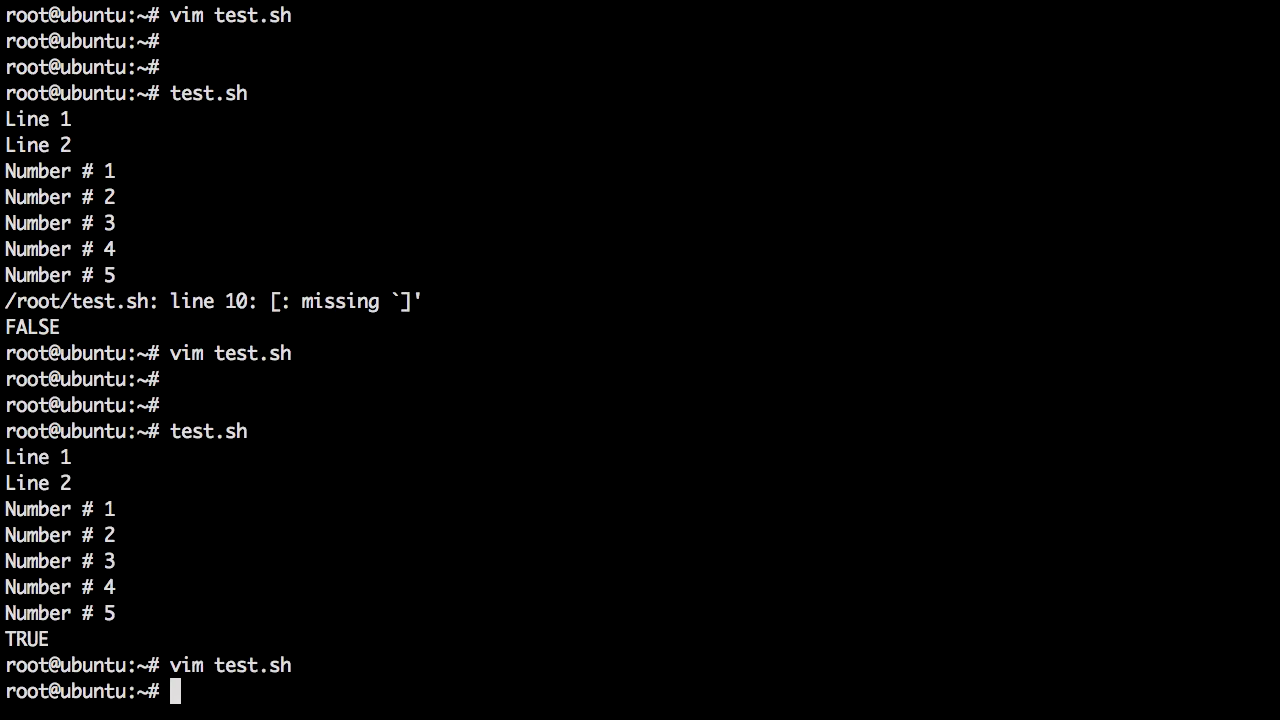 root@ubuntu:~# vim test.sh
root@ubuntu:~#
root@ubuntu:~#
root@ubuntu:~# test.sh
Line 1
Line 2
Number # 1
Number # 2
Number # 3
Number # 4
Number # 5
/root/test.sh: line 10: [: missing `]'
FALSE
root@ubuntu:~# vim test.sh
root@ubuntu:~#
root@ubuntu:~#
root@ubuntu:~# test.sh
Line 1
Line 2
Number # 1
Number # 2
Number # 3
Number # 4
Number # 5
TRUE
root@ubuntu:~# vim test.sh
root@ubuntu:~#